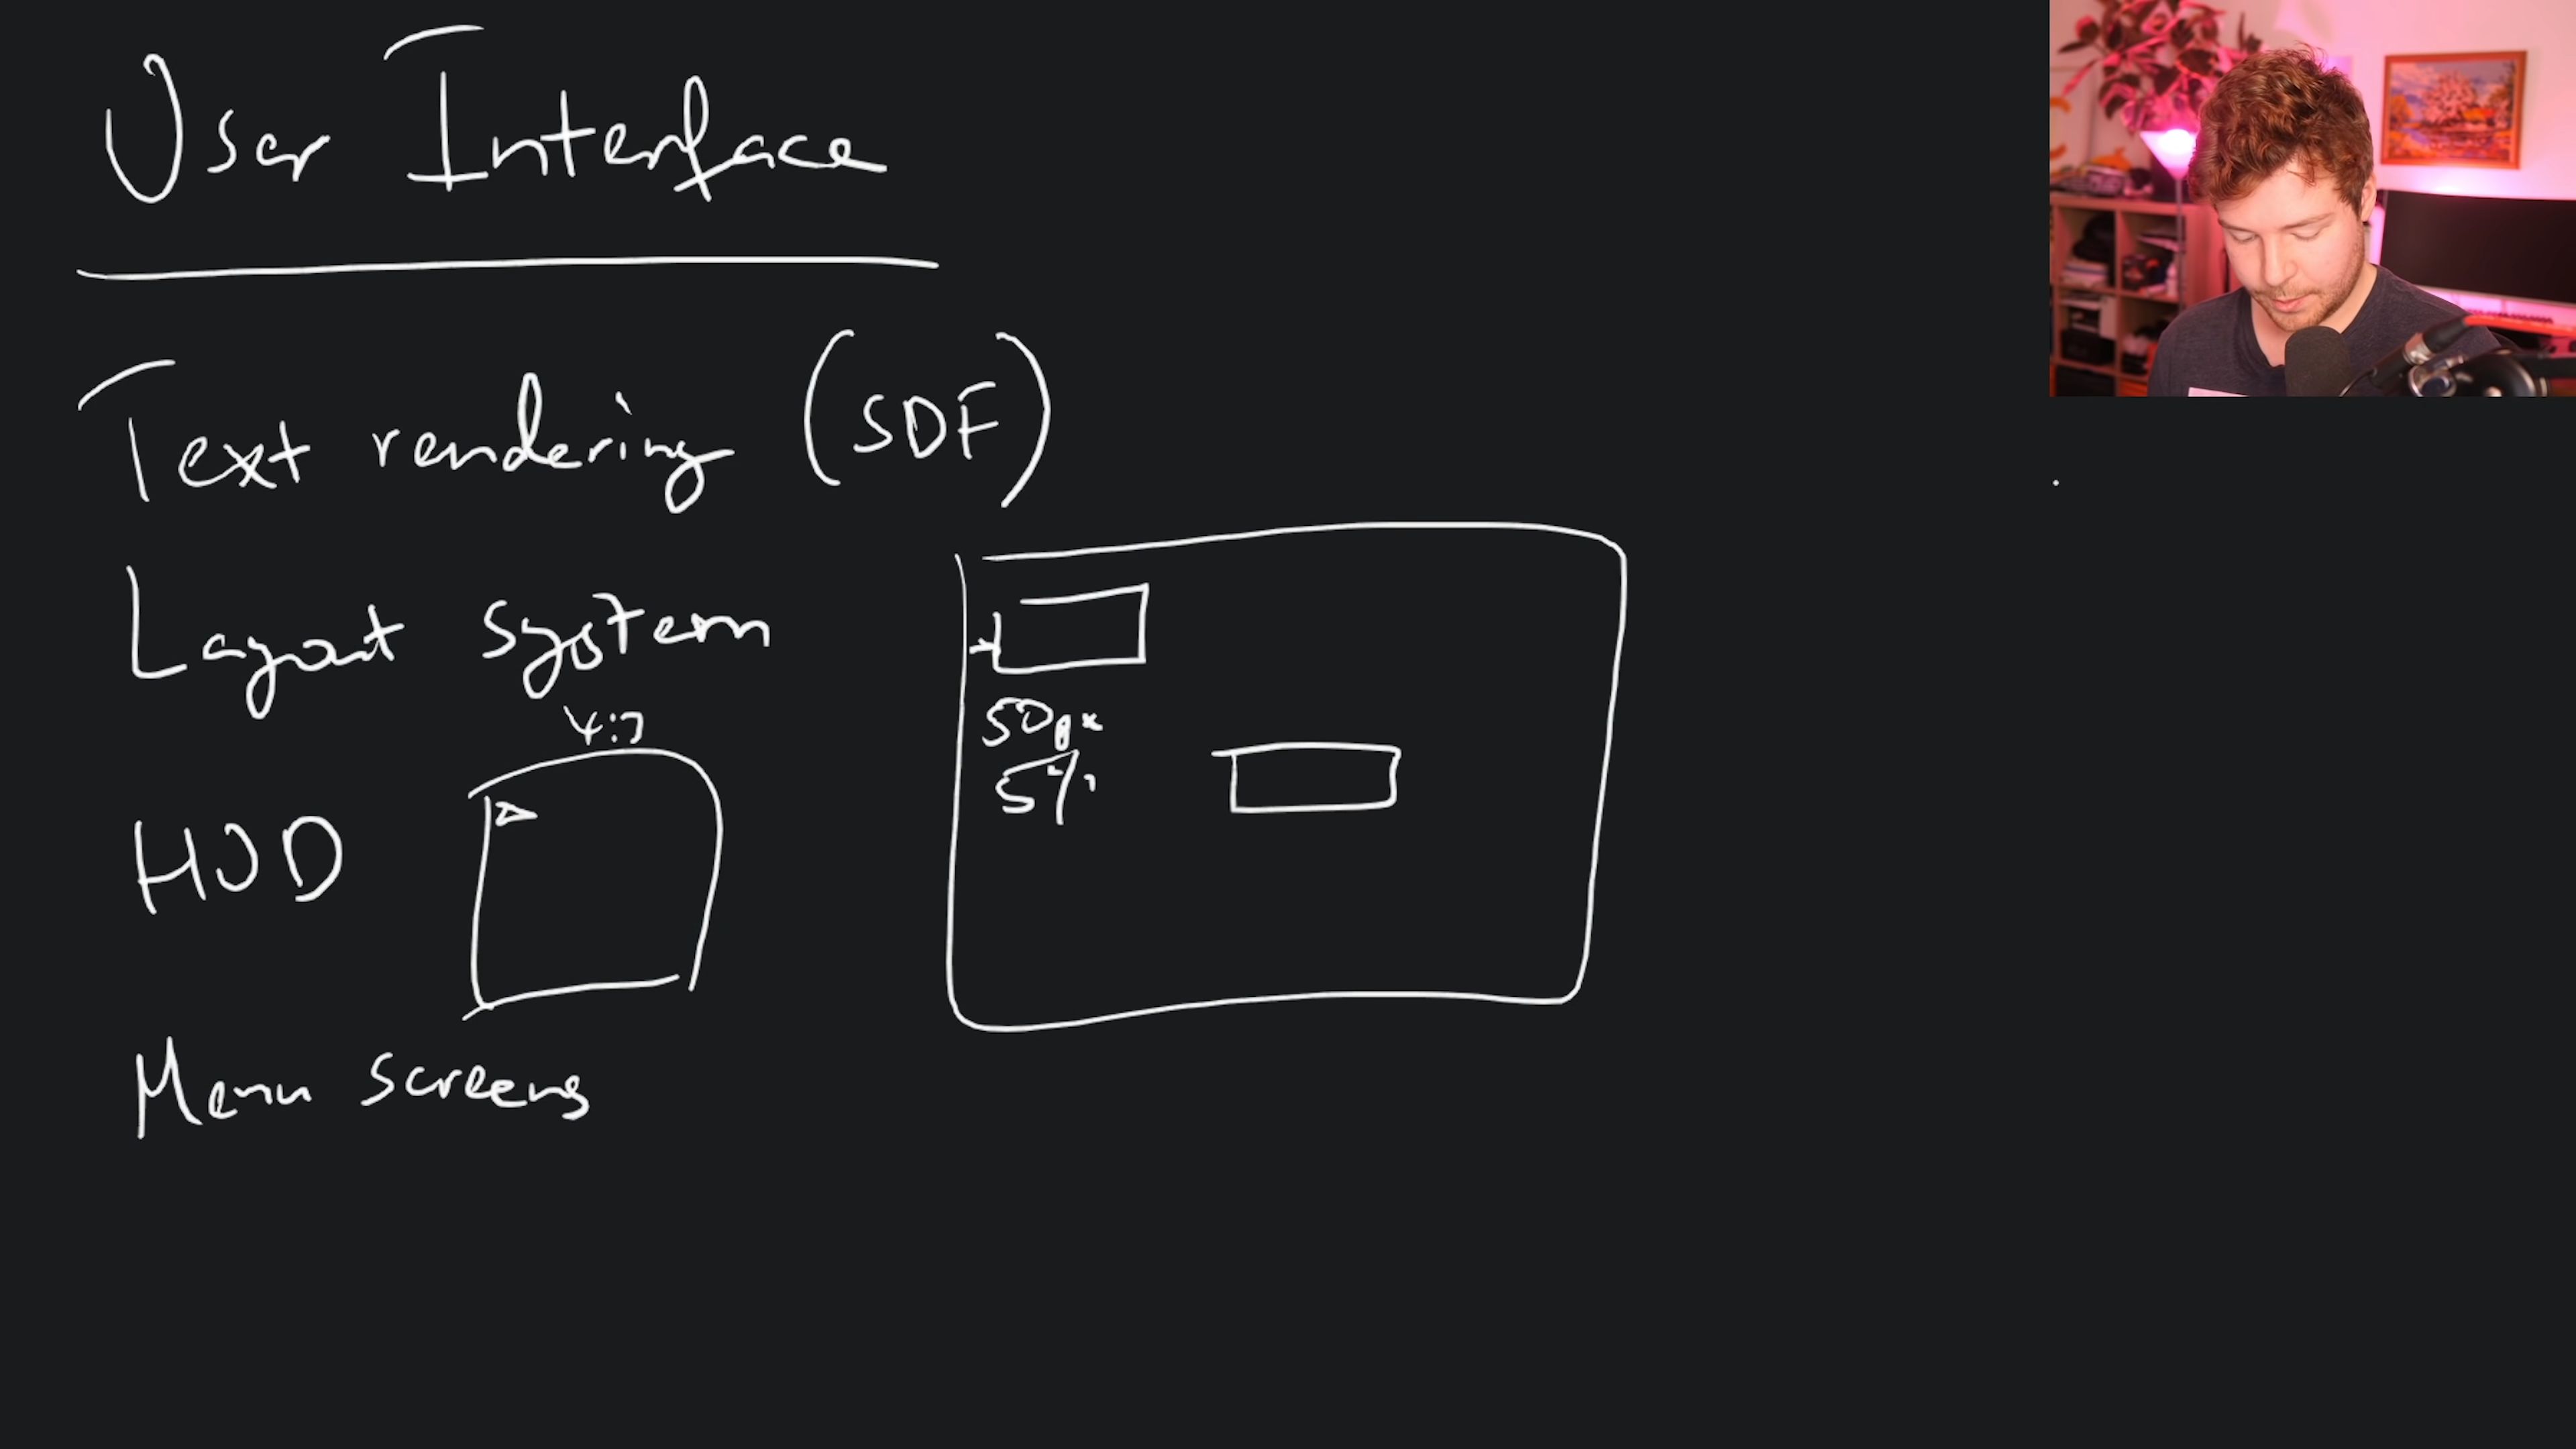 User Interface
Text rendering (SDF)
Layout system
4:3
50px
5%
HUD
Menu screens